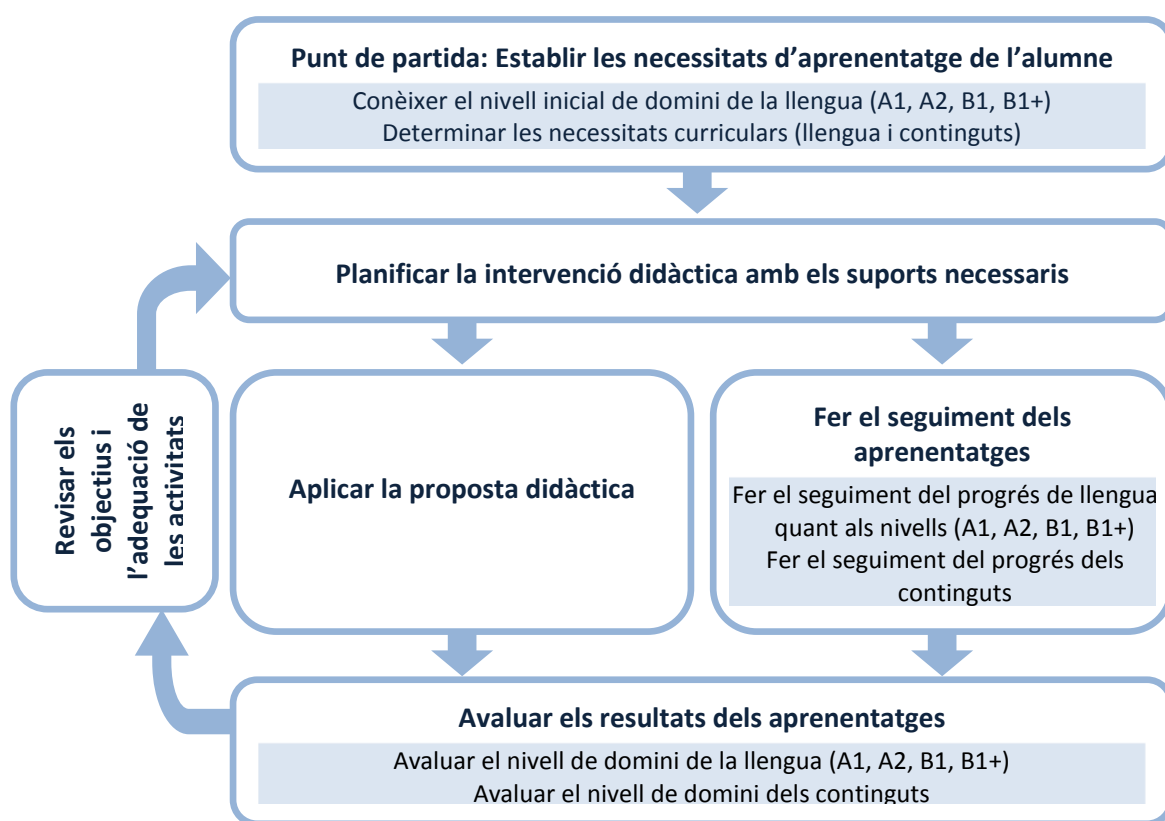 Punt de partida: Establir les necessitats d’aprenentatge de l’alumne
Conèixer el nivell inicial de domini de la llengua (A1, A2, B1, B1+)
Determinar les necessitats curriculars (llengua i continguts)
Planificar la intervenció didàctica amb els suports necessaris
Revisar els
objectius i
l’adequació de
les activitats
Aplicar la proposta didàctica
Fer el seguiment dels
aprenentatges
Fer el seguiment del progrés de llengua
quant als nivells (A1, A2, B1, B1+)
Fer el seguiment del progrés dels
continguts
Avaluar els resultats dels aprenentatges
Avaluar el nivell de domini de la llengua (A1, A2, B1, B1+)
Avaluar el nivell de domini dels continguts